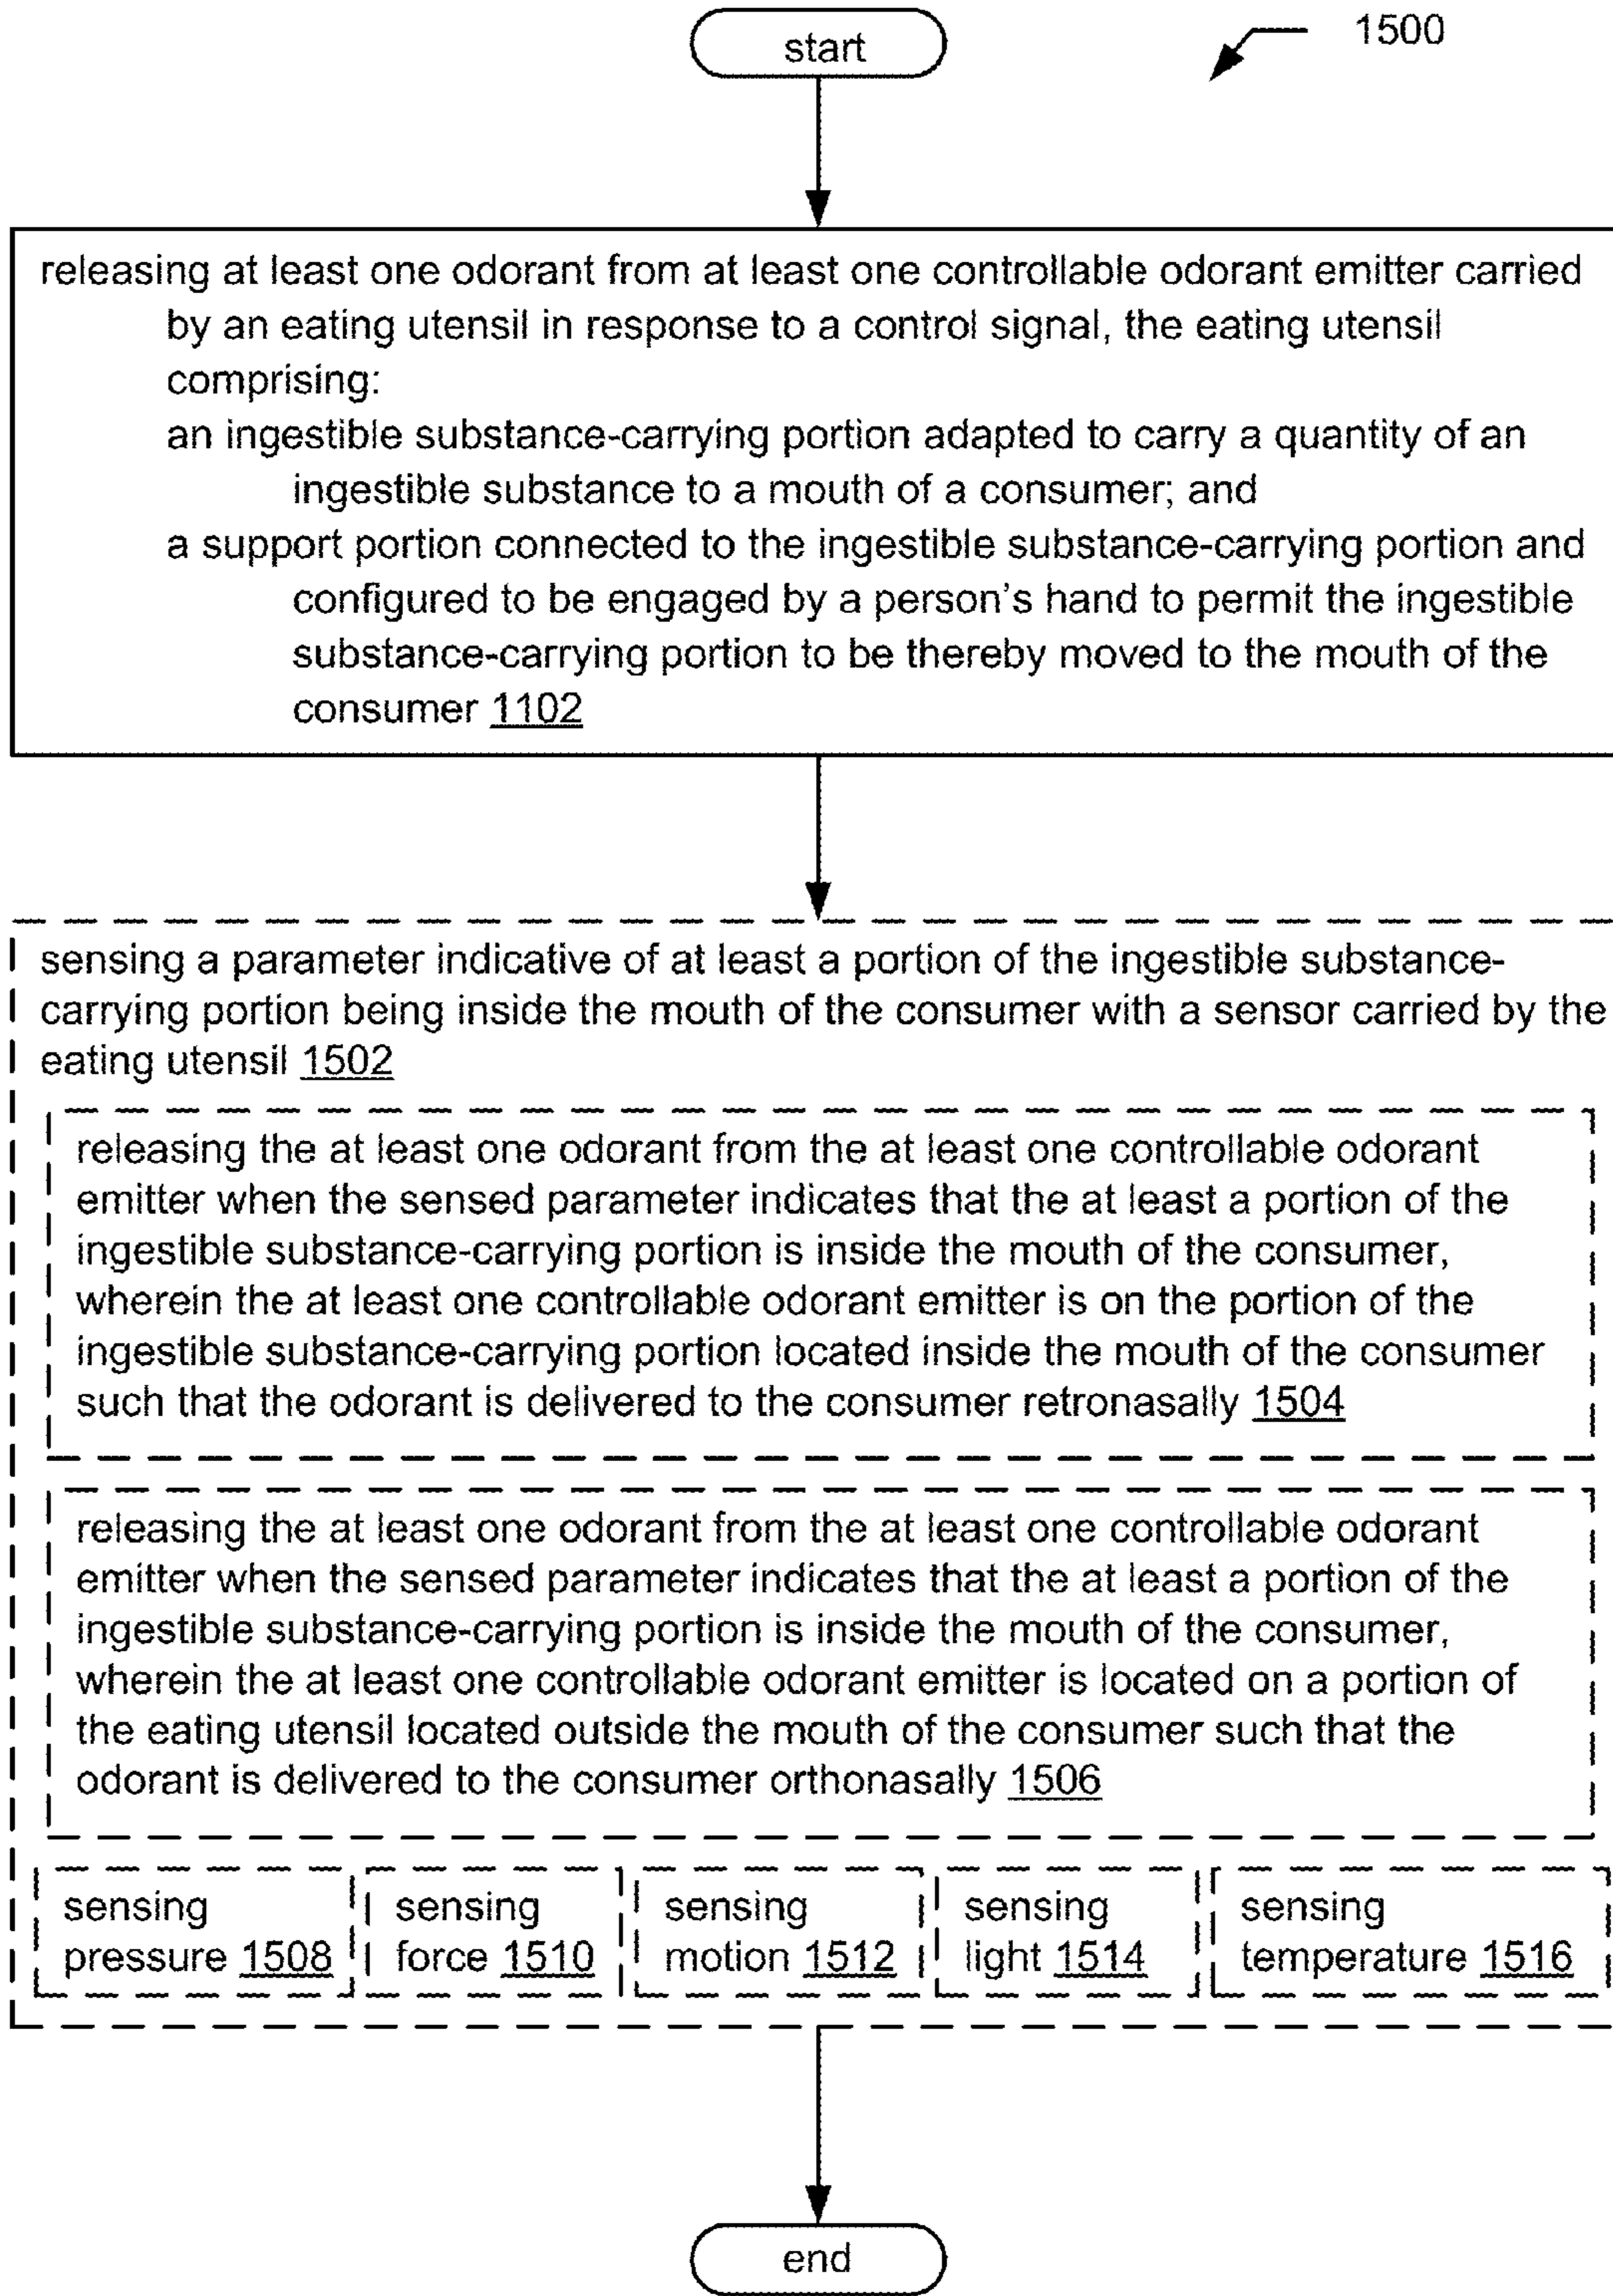 start
1500
releasing at least one odorant from at least one controllable odorant emitter carried
by an eating utensil in response to a control signal, the eating utensil
comprising:
an ingestible substance-carrying portion adapted to carry a quantity of an
ingestible substance to a mouth of a consumer; and
a support portion connected to the ingestible substance-carrying portion and
configured to be engaged by a person's hand to permit the ingestible
substance-carrying portion to be thereby moved to the mouth of the
consumer 1102
sensing a parameter indicative of at least a portion of the ingestible substance-
carrying portion being inside the mouth of the consumer with a sensor carried by the
eating utensil 1502
releasing the at least one odorant from the at least one controllable odorant
emitter when the sensed parameter indicates that the at least a portion of the
ingestible substance-carrying portion is inside the mouth of the consumer,
wherein the at least one controllable odorant emitter is on the portion of the
ingestible substance-carrying portion located inside the mouth of the consumer
such that the odorant is delivered to the consumer retronasally 1504
releasing the at least one odorant from the at least one controllable odorant
emitter when the sensed parameter indicates that the at least a portion of the
ingestible substance-carrying portion is inside the mouth of the consumer,
wherein the at least one controllable odorant emitter is located on a portion of
the eating utensil located outside the mouth of the consumer such that the
odorant is delivered to the consumer orthonasally 1506
sensing
pressure 1508
sensing
force 1510
sensing
motion 1512
sensing
light 1514
sensing
temperature 1516
end